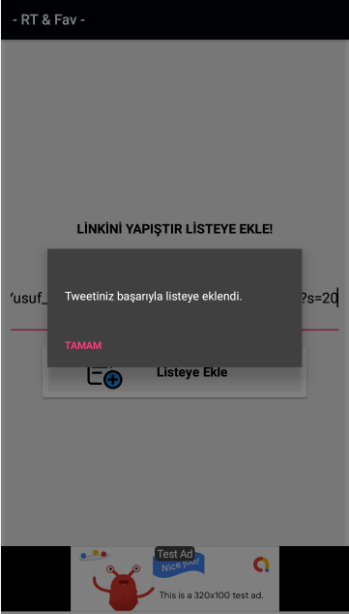 - RT & Fav -
LİNKİNİ YAPIŞTIR LİSTEYE EKLE!
Tweetiniz başarıyla listeye eklendi.
?s=20
TAMAM
Listeye Ekle
Test Ad
Nice job!
This is a 320x100 test ad.